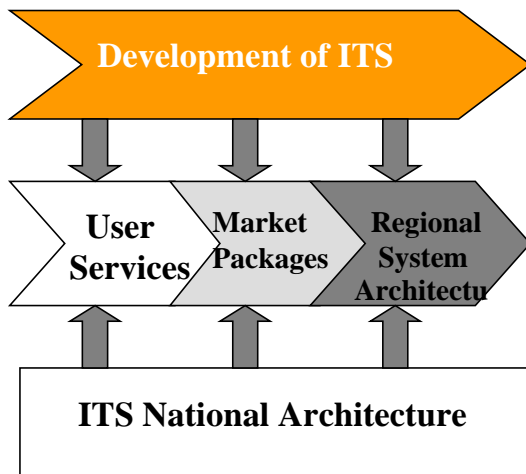 Development of ITS
User
Services
Market
Packages
Regional
System
Architectu
ITS National Architecture